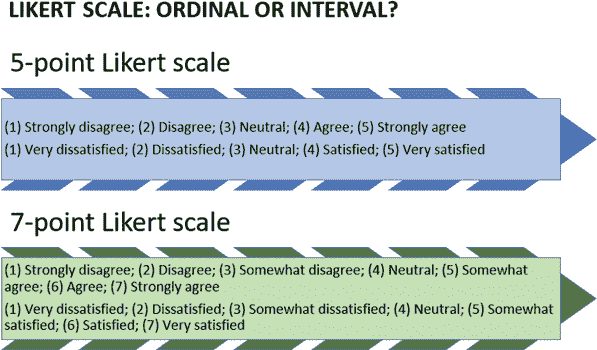 LIKERT SCALE: ORDINAL OR INTERVAL?
5-point Likert scale
(1) Strongly disagree; (2) Disagree; (3) Neutral; (4) Agree; (5) Strongly agree
(1) Very dissatisfied; (2) Dissatisfied; (3) Neutral; (4) Satisfied; (5) Very satisfied
7-point Likert scale
(1) Strongly disagree; (2) Disagree; (3) Somewhat disagree; (4) Neutral; (5) Somewhat
agree; (6) Agree; (7) Strongly agree
(1) Very dissatisfied; (2) Dissatisfied; (3) Somewhat dissatisfied; (4) Neutral; (5) Somewhat
satisfied; (6) Satisfied; (7) Very satisfied